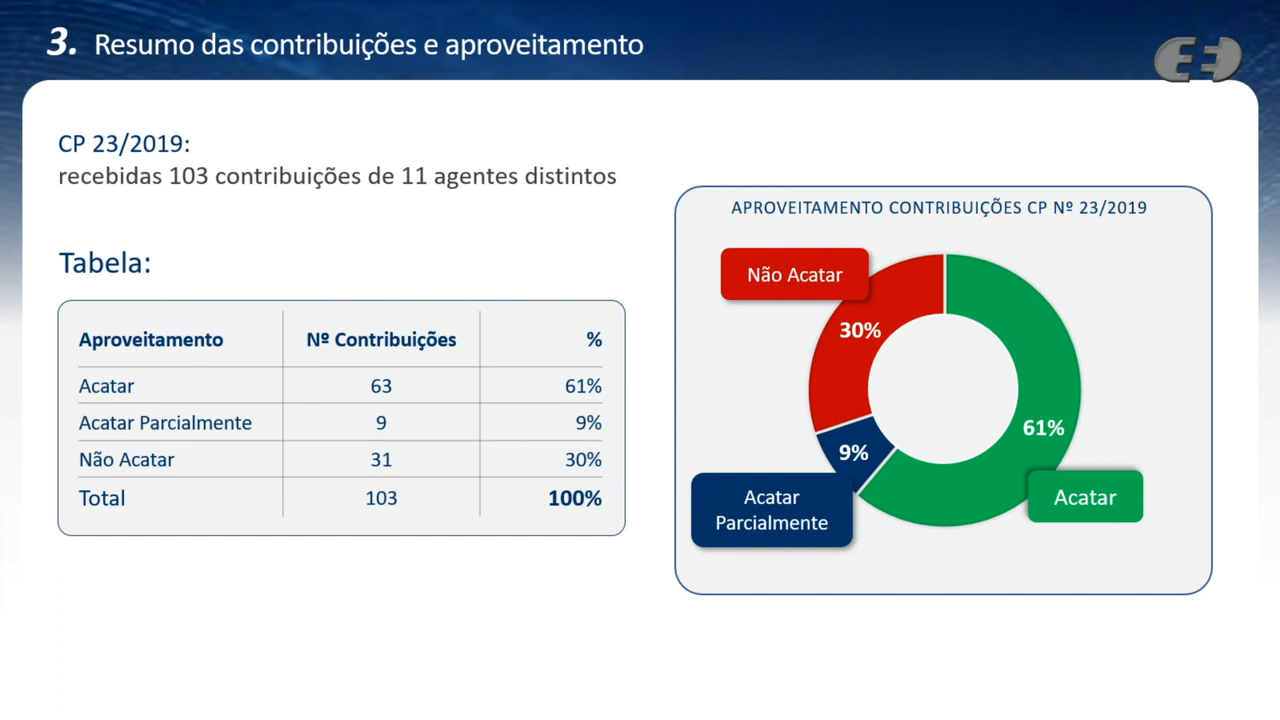 3. Resumo das contribuições e aproveitamento
CP 23/2019:
recebidas 103 contribuições de 11 agentes distintos
Tabela:
Aproveitamento Nº Contribuições %
Acatar 63 61%
Acatar Parcialmente 9 9%
Não Acatar 31 30%
Total 103 100%
APROVEITAMENTO CONTRIBUIÇÕES CP Nº 23/2019
Não Acatar
30%
61%
9%
Acatar
Parcialmente
Acatar